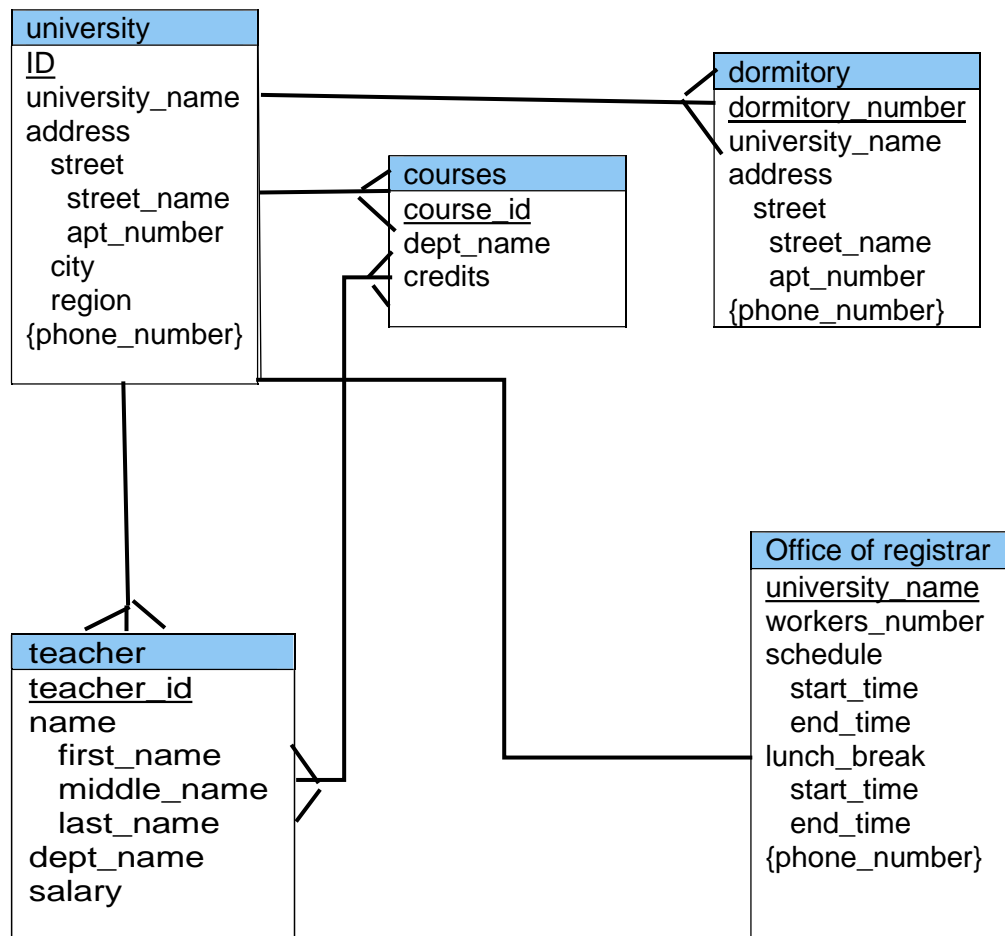 university
ID
university_name
address
street
street_name
apt_number
city
region
{phone_number}
dormitory
dormitory_number
university_name
address
street
street_name
apt_number
{phone_number}
courses
course_id
dept_name
credits
teacher
teacher_id
name
first_name
middle_name
last_name
dept_name
salary
Office of registrar
university_name
workers_number
schedule
start_time
end_time
lunch_break
start_time
end_time
{phone_number}